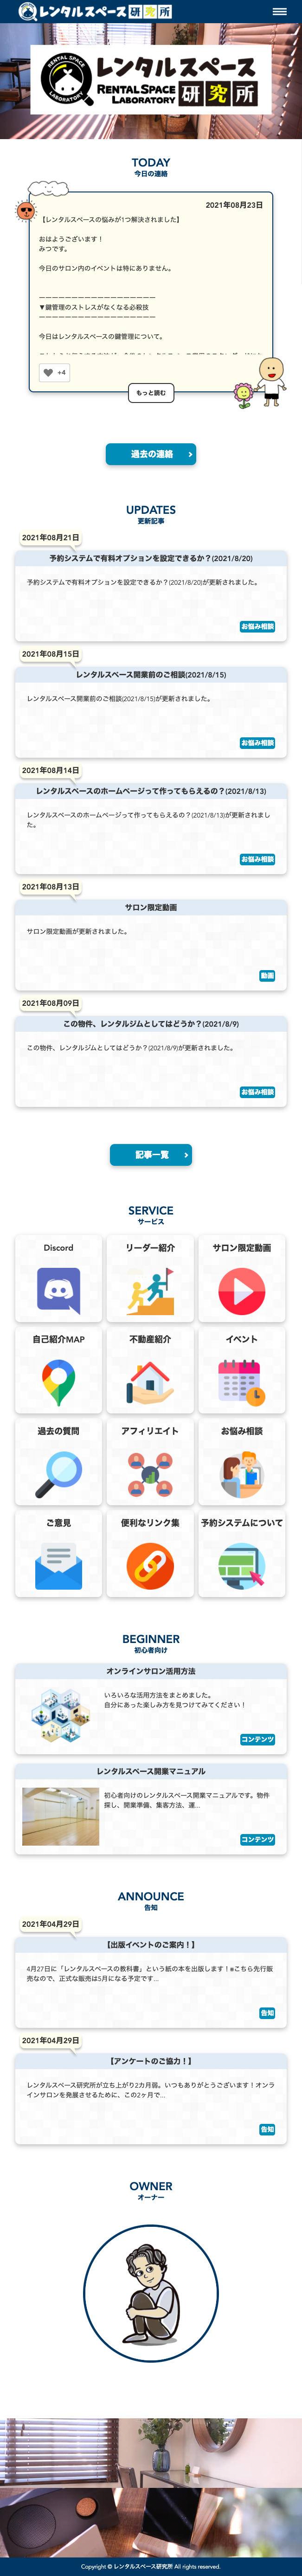 レンタルスペース研究所
レンタルスペース
RENTAL SPACE
LABORATORY
研究所
RENTAL SPACE
LABORATORY
TODAY
今日の連絡
2021年08月23日
【レンタルスペースの悩みが1つ解決されました】
おはようございます！
みつです。
今日のサロン内のイベントは特にありません。
ーーーーーーーーーーーーーーーーーー
▼鍵管理のストレスがなくなる必殺技
ーーーーーーーーーーーーーーーーーー
今日はレンタルスペースの鍵管理について。
+4
もっと読む
過去の連絡
UPDATES
更新記事
2021年08月21日
予約システムで有料オプションを設定できるか？(2021/8/20)
予約システムで有料オプションを設定できるか？(2021/8/20)が更新されました。
お悩み相談
2021年08月15日
レンタルスペース開業前のご相談(2021/8/15)
レンタルスペース開業前のご相談(2021/8/15)が更新されました。
お悩み相談
2021年08月14日
レンタルスペースのホームページって作ってもらえるの？(2021/8/13)
レンタルスペースのホームページって作ってもらえるの？(2021/8/13)が更新されまし
た。
お悩み相談
2021年08月13日
サロン限定動画
サロン限定動画が更新されました。
動画
2021年08月09日
この物件、レンタルジムとしてはどうか？(2021/8/9)
この物件、レンタルジムとしてはどうか？(2021/8/9)が更新されました。
お悩み相談
記事一覧
SERVICE
サービス
Discord
リーダー紹介
サロン限定動画
自己紹介MAP
不動産紹介
イベント
過去の質問
アフィリエイト
お悩み相談
ご意見
便利なリンク集
予約システムについて
BEGINNER
初心者向け
オンラインサロン活用方法
いろいろな活用方法をまとめました。
自分にあった楽しみ方を見つけてみてください！
コンテンツ
レンタルスペース開業マニュアル
初心者向けのレンタルスペース開業マニュアルです。物件
探し、開業準備、集客方法、運...
コンテンツ
ANNOUNCE
告知
2021年04月29日
【出版イベントのご案内！】
4月27日に「レンタルスペースの教科書」という紙の本を出版します！※こちら先行販
売なので、正式な販売は5月になる予定です...
告知
2021年04月29日
【アンケートのご協力！】
レンタルスペース研究所が立ち上がり2カ月弱。いつもありがとうございます！オンラ
インサロンを発展させるために、この2ヶ月で...
告知
OWNER
オーナー
Copyright © レンタルスペース研究所 All rights reserved.